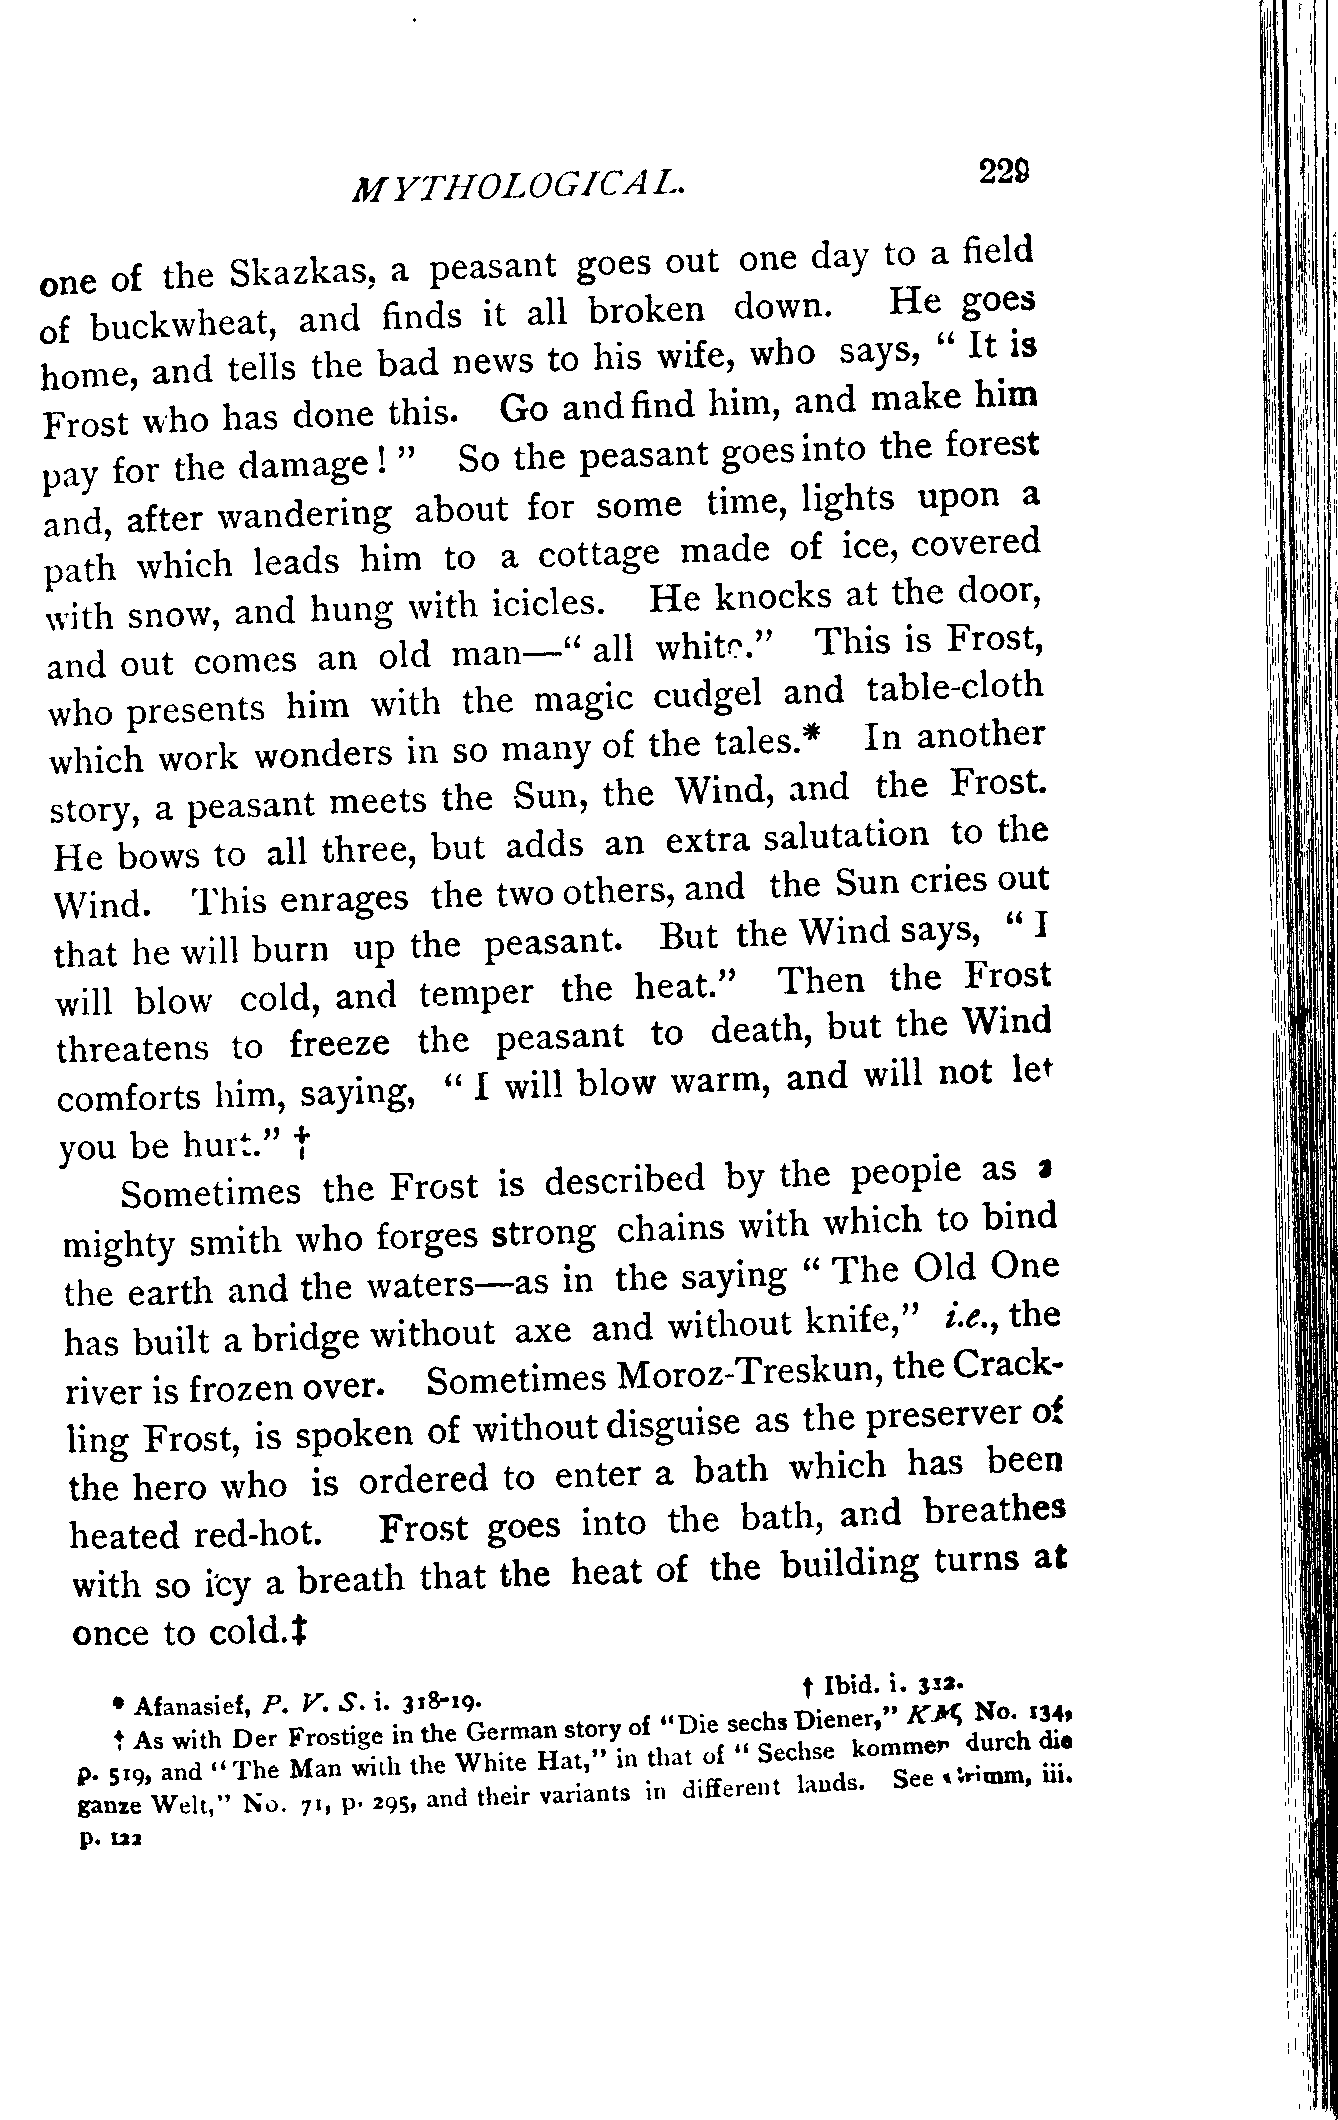 MYTHOLOGICAL. 229
one of the Skazkas, a peasant goes out one day to a field
of buckwheat, and finds it all broken down. He goes
home, and tells the bad news to his wife, who says, “ It is
Frost who has done this. Go and find him, and make him
pay for the damage ! ” So the peasant goes into the forest
and, after wandering about for some time, lights upon a
path which leads him to a cottage made of ice, covered
with snow, and hung with icicles. He knocks at the door,
and out comes an old man—“ all white.” This is Frost,
who presents him with the magic cudgel and table-cloth
which work wonders in so many of the tales.* In another
story, a peasant meets the Sun, the Wind, and the Frost.
He bows to all three, but adds an extra salutation to the
Wind. This enrages the two others, and the Sun cries out
that he will burn up the peasant. But the Wind says, “ I
will blow cold, and temper the heat.” Then the Frost
threatens to freeze the peasant to death, but the Wind
comforts him, saying, “ I will blow warm, and will not let
you be hurt.” †
Sometimes the Frost is described by the people as a
mighty smith who forges strong chains with which to bind
the earth and the waters—as in the saying “ The Old One
has built a bridge without axe and without knife,” i.e., the
river is frozen over. Sometimes Moroz-Treskun, the Crack-
ling Frost, is spoken of without disguise as the preserver of
the hero who is ordered to enter a bath which has been
heated red-hot. Frost goes into the bath, and breathes
with so icy a breath that the heat of the building turns at
once to cold.‡
* Afanasief, P. V. S. i. 318-19. † Ibid. i. 312.
‡ As with Der Frostige in the German story of “Die sechs Diener,” KM, No. 134,
p. 519, and “The Man with the White Hat,” in that of “ Sechse kommen durch die
ganze Welt,” No. 71, p. 295, and their variants in different lands. See Grimm, iii.
p. 122